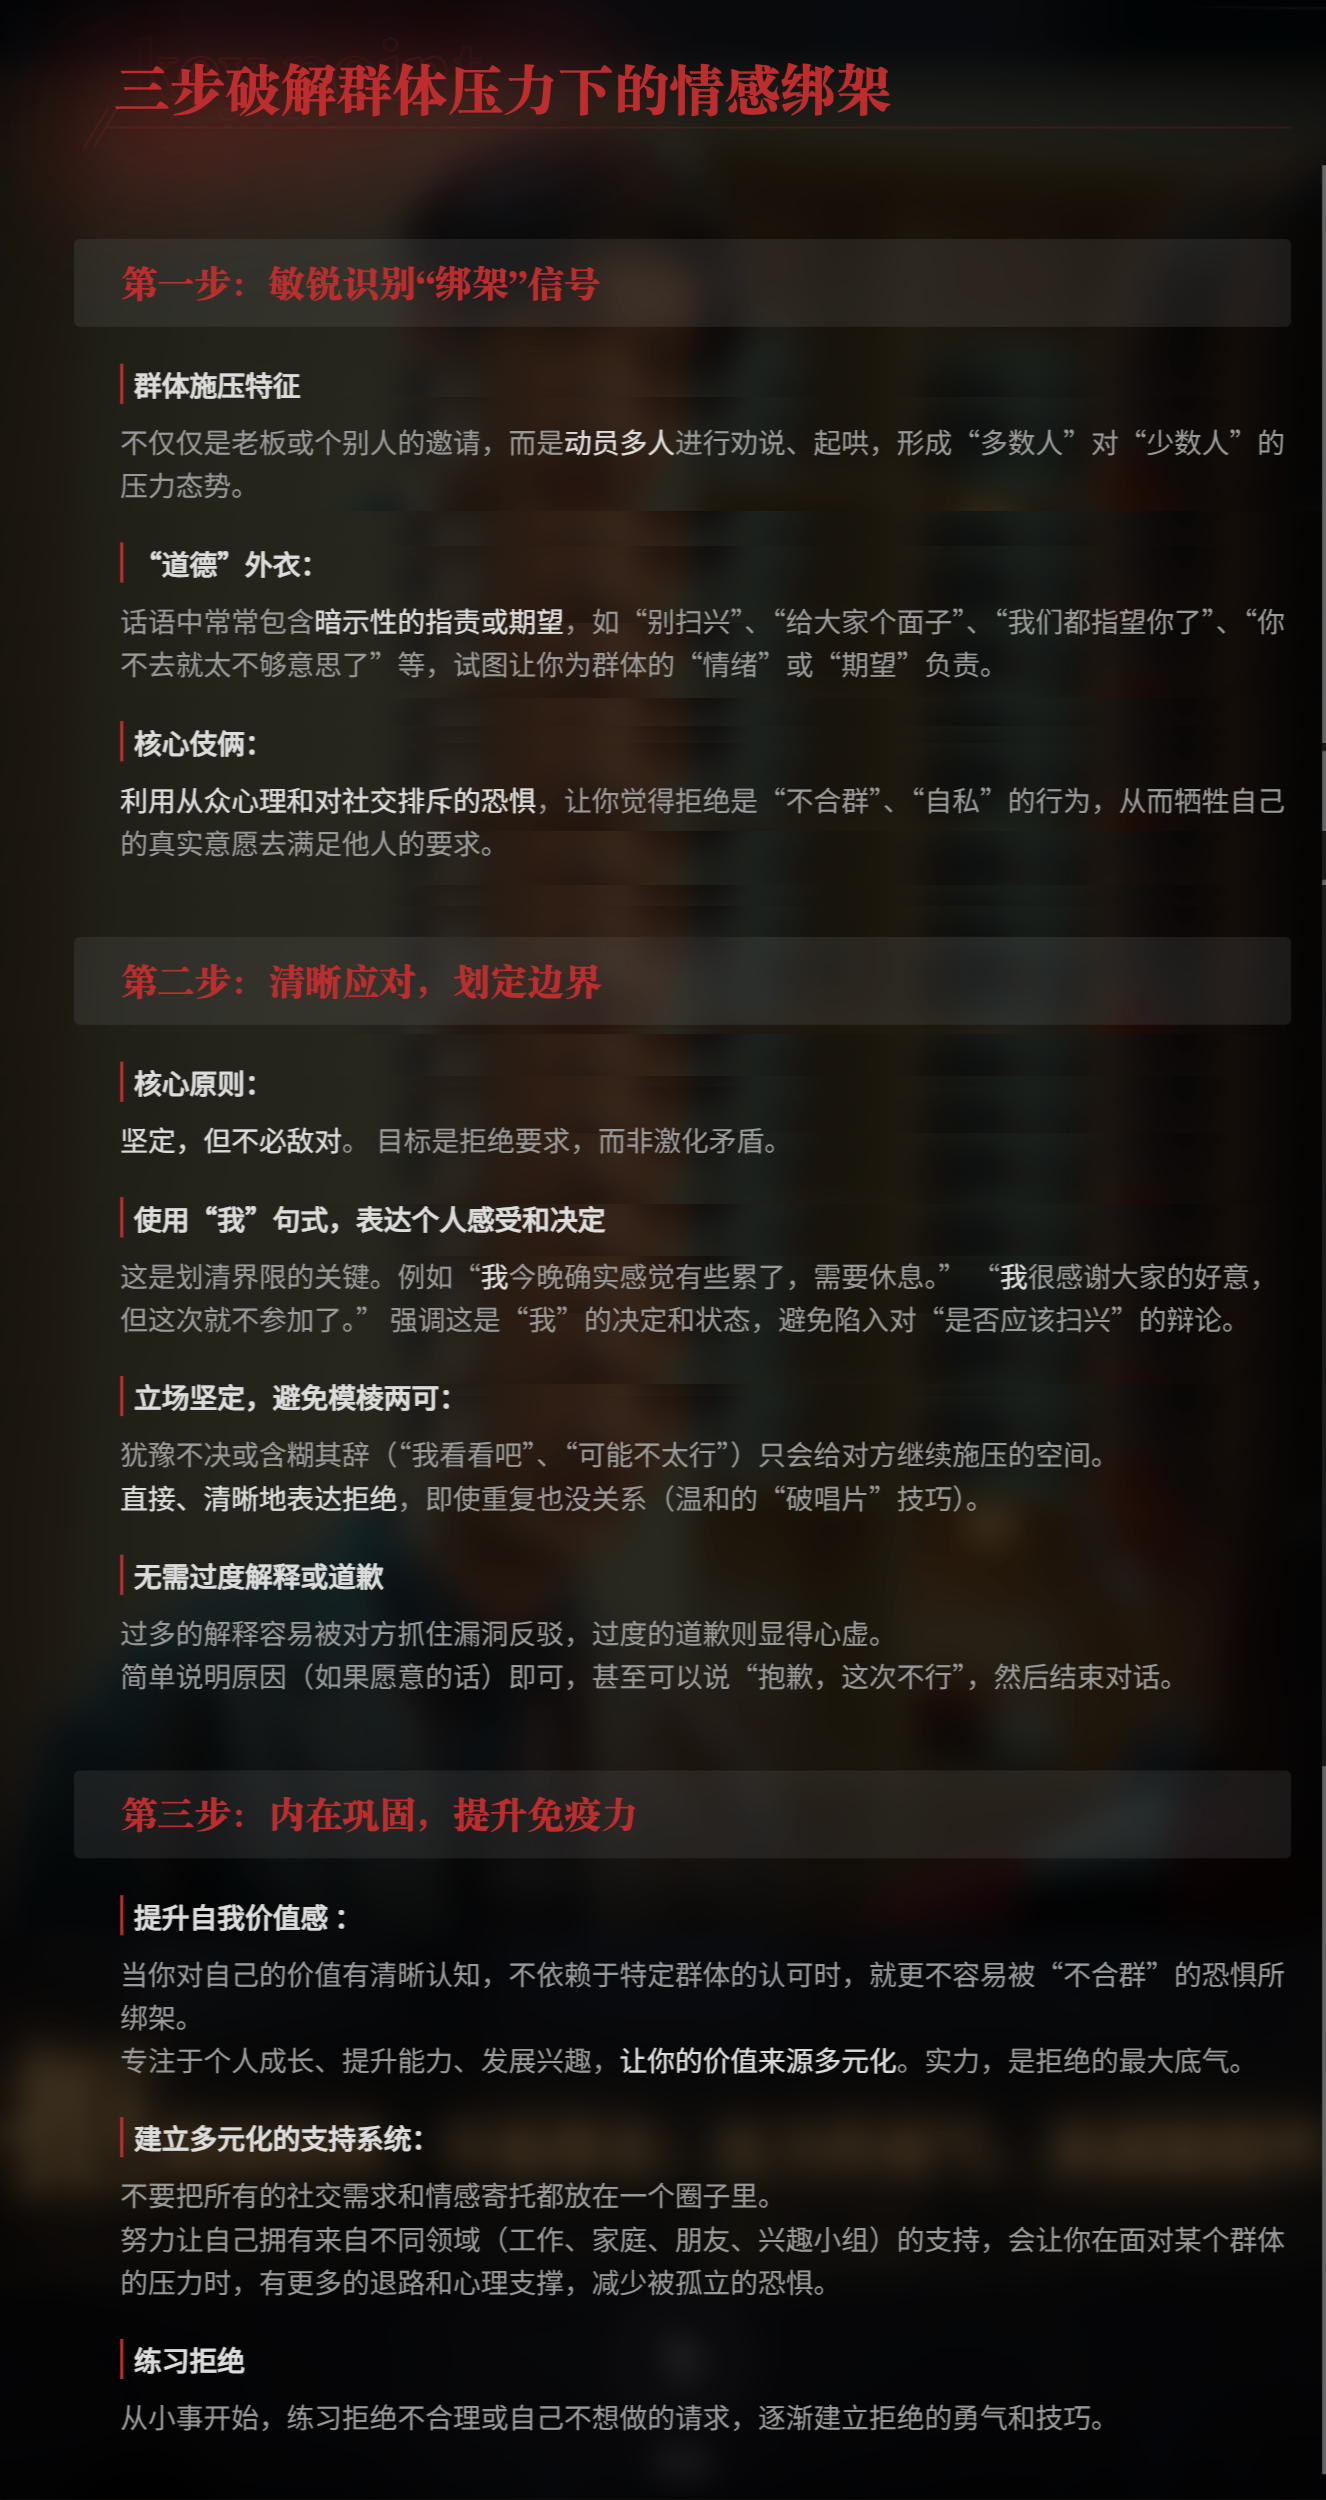 三步破解群体压力下的情感绑架
第一步：敏锐识别“绑架”信号
群体施压特征
不仅仅是老板或个别人的邀请，而是动员多人进行劝说、起哄，形成“多数人”对“少数人”的
压力态势。
“道德”外衣：
话语中常常包含暗示性的指责或期望，如“别扫兴”、“给大家个面子”、“我们都指望你了”、“你
不去就太不够意思了”等，试图让你为群体的“情绪”或“期望”负责。
核心伎俩：
利用从众心理和对社交排斥的恐惧，让你觉得拒绝是“不合群”、“自私”的行为，从而牺牲自己
的真实意愿去满足他人的要求。
第二步：清晰应对，划定边界
核心原则：
坚定，但不必敌对。 目标是拒绝要求，而非激化矛盾。
使用“我”句式，表达个人感受和决定
这是划清界限的关键。例如“我今晚确实感觉有些累了，需要休息。” “我很感谢大家的好意，
但这次就不参加了。” 强调这是“我”的决定和状态，避免陷入对“是否应该扫兴”的辩论。
立场坚定，避免模棱两可：
犹豫不决或含糊其辞（“我看看吧”、“可能不太行”）只会给对方继续施压的空间。
直接、清晰地表达拒绝，即使重复也没关系（温和的“破唱片”技巧）。
无需过度解释或道歉
过多的解释容易被对方抓住漏洞反驳，过度的道歉则显得心虚。
简单说明原因（如果愿意的话）即可，甚至可以说“抱歉，这次不行”，然后结束对话。
第三步：内在巩固，提升免疫力
提升自我价值感 ：
当你对自己的价值有清晰认知，不依赖于特定群体的认可时，就更不容易被“不合群”的恐惧所
绑架。
专注于个人成长、提升能力、发展兴趣，让你的价值来源多元化。实力，是拒绝的最大底气。
建立多元化的支持系统：
不要把所有的社交需求和情感寄托都放在一个圈子里。
努力让自己拥有来自不同领域（工作、家庭、朋友、兴趣小组）的支持，会让你在面对某个群体
的压力时，有更多的退路和心理支撑，减少被孤立的恐惧。
练习拒绝
从小事开始，练习拒绝不合理或自己不想做的请求，逐渐建立拒绝的勇气和技巧。